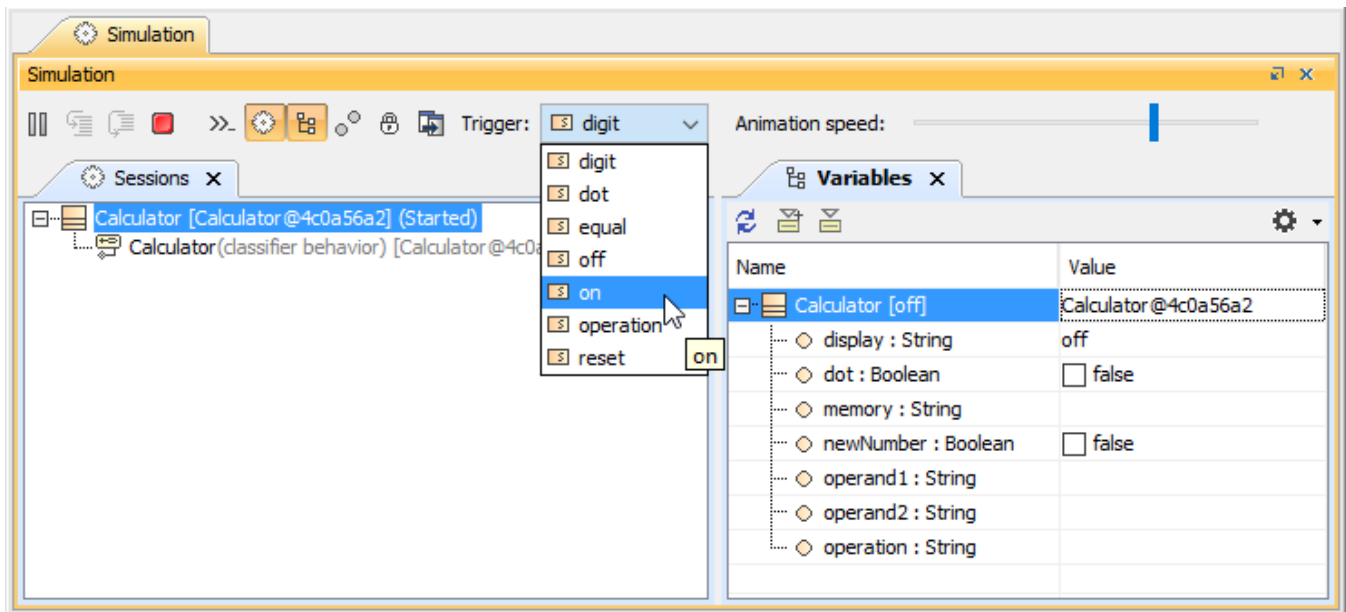 Simulation
Simulation
Trigger: digit
Animation speed:
digit
dot
equal
off
on
operation
reset
on
Sessions
Calculator [Calculator@4c0a56a2] (Started)
Calculator(classifier behavior) [Calculator@4c0a
Variables
Name Value
Calculator [off] Calculator@4c0a56a2
display : String off
dot : Boolean false
memory : String
newNumber : Boolean false
operand1 : String
operand2 : String
operation : String